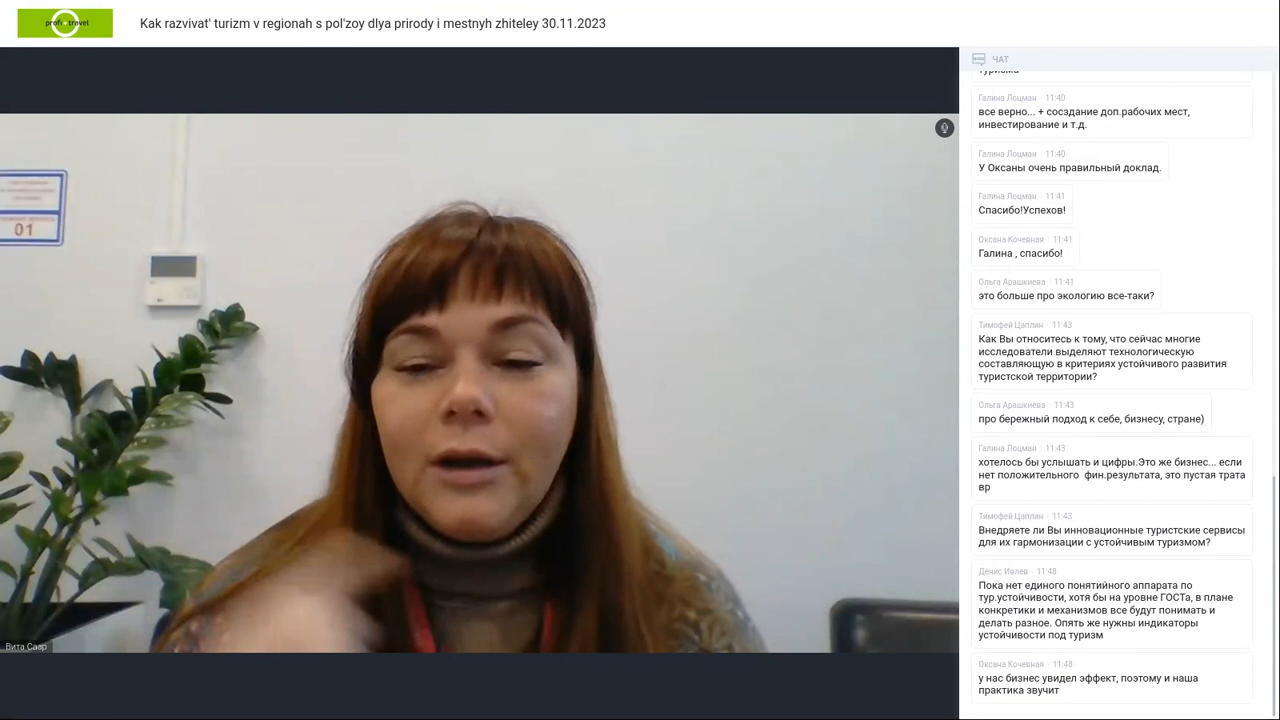 profi travel
Kak razvivat' turizm v regionah s pol'zoy dlya prirody i mestnyh zhiteley 30.11.2023
ЧАТ
туризма
Галина Лоцман · 11:40
все верно... + сосздание доп.рабочих мест,
инвестирование и т.д.
Галина Лоцман · 11:40
У Оксаны очень правильный доклад.
Галина Лоцман · 11:41
Спасибо!Успехов!
Оксана Кочевная · 11:41
Галина , спасибо!
Ольга Арашкиева · 11:41
это больше про экологию все-таки?
Тимофей Цаплин · 11:43
Как Вы относитесь к тому, что сейчас многие
исследователи выделяют технологическую
составляющую в критериях устойчивого развития
туристской территории?
Ольга Арашкиева · 11:43
про бережный подход к себе, бизнесу, стране)
Галина Лоцман · 11:43
хотелось бы услышать и цифры.Это же бизнес... если
нет положительного фин.результата, это пустая трата
вр
Тимофей Цаплин · 11:43
Внедряете ли Вы инновационные туристские сервисы
для их гармонизации с устойчивым туризмом?
Денис Ивлев · 11:48
Пока нет единого понятийного аппарата по
тур.устойчивости, хотя бы на уровне ГОСТа, в плане
конкретики и механизмов все будут понимать и
делать разное. Опять же нужны индикаторы
устойчивости под туризм
Оксана Кочевная · 11:48
у нас бизнес увидел эффект, поэтому и наша
практика звучит
01
Вита Саар